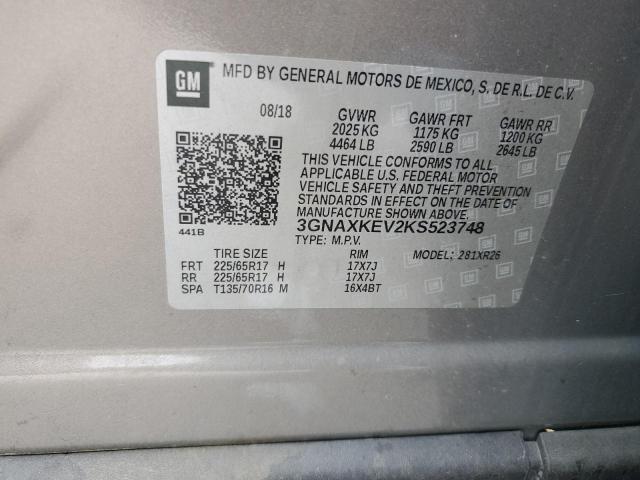 GM
MFD BY GENERAL MOTORS DE MEXICO, S. DE R.L. DE C.V.
08/18 GVWR GAWR FRT GAWR RR
2025 KG 1175 KG 1200 KG
4464 LB 2590 LB 2645 LB
THIS VEHICLE CONFORMS TO ALL
APPLICABLE U.S. FEDERAL MOTOR
VEHICLE SAFETY AND THEFT PREVENTION
STANDARDS IN EFFECT ON THE DATE OF
MANUFACTURE SHOWN ABOVE.
441B 3GNAXKEV2KS523748
TYPE: M.P.V. MODEL: 281XR26
TIRE SIZE RIM
FRT 225/65R17 H 17X7J
RR 225/65R17 H 17X7J
SPA T135/70R16 M 16X4BT